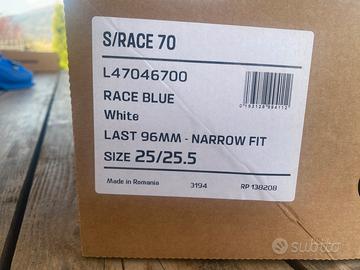 S/RACE 70
L47046700
RACE BLUE
White
LAST 96MM - NARROW FIT
SIZE 25/25.5
Made in Romania 3194 RP 138208
subito